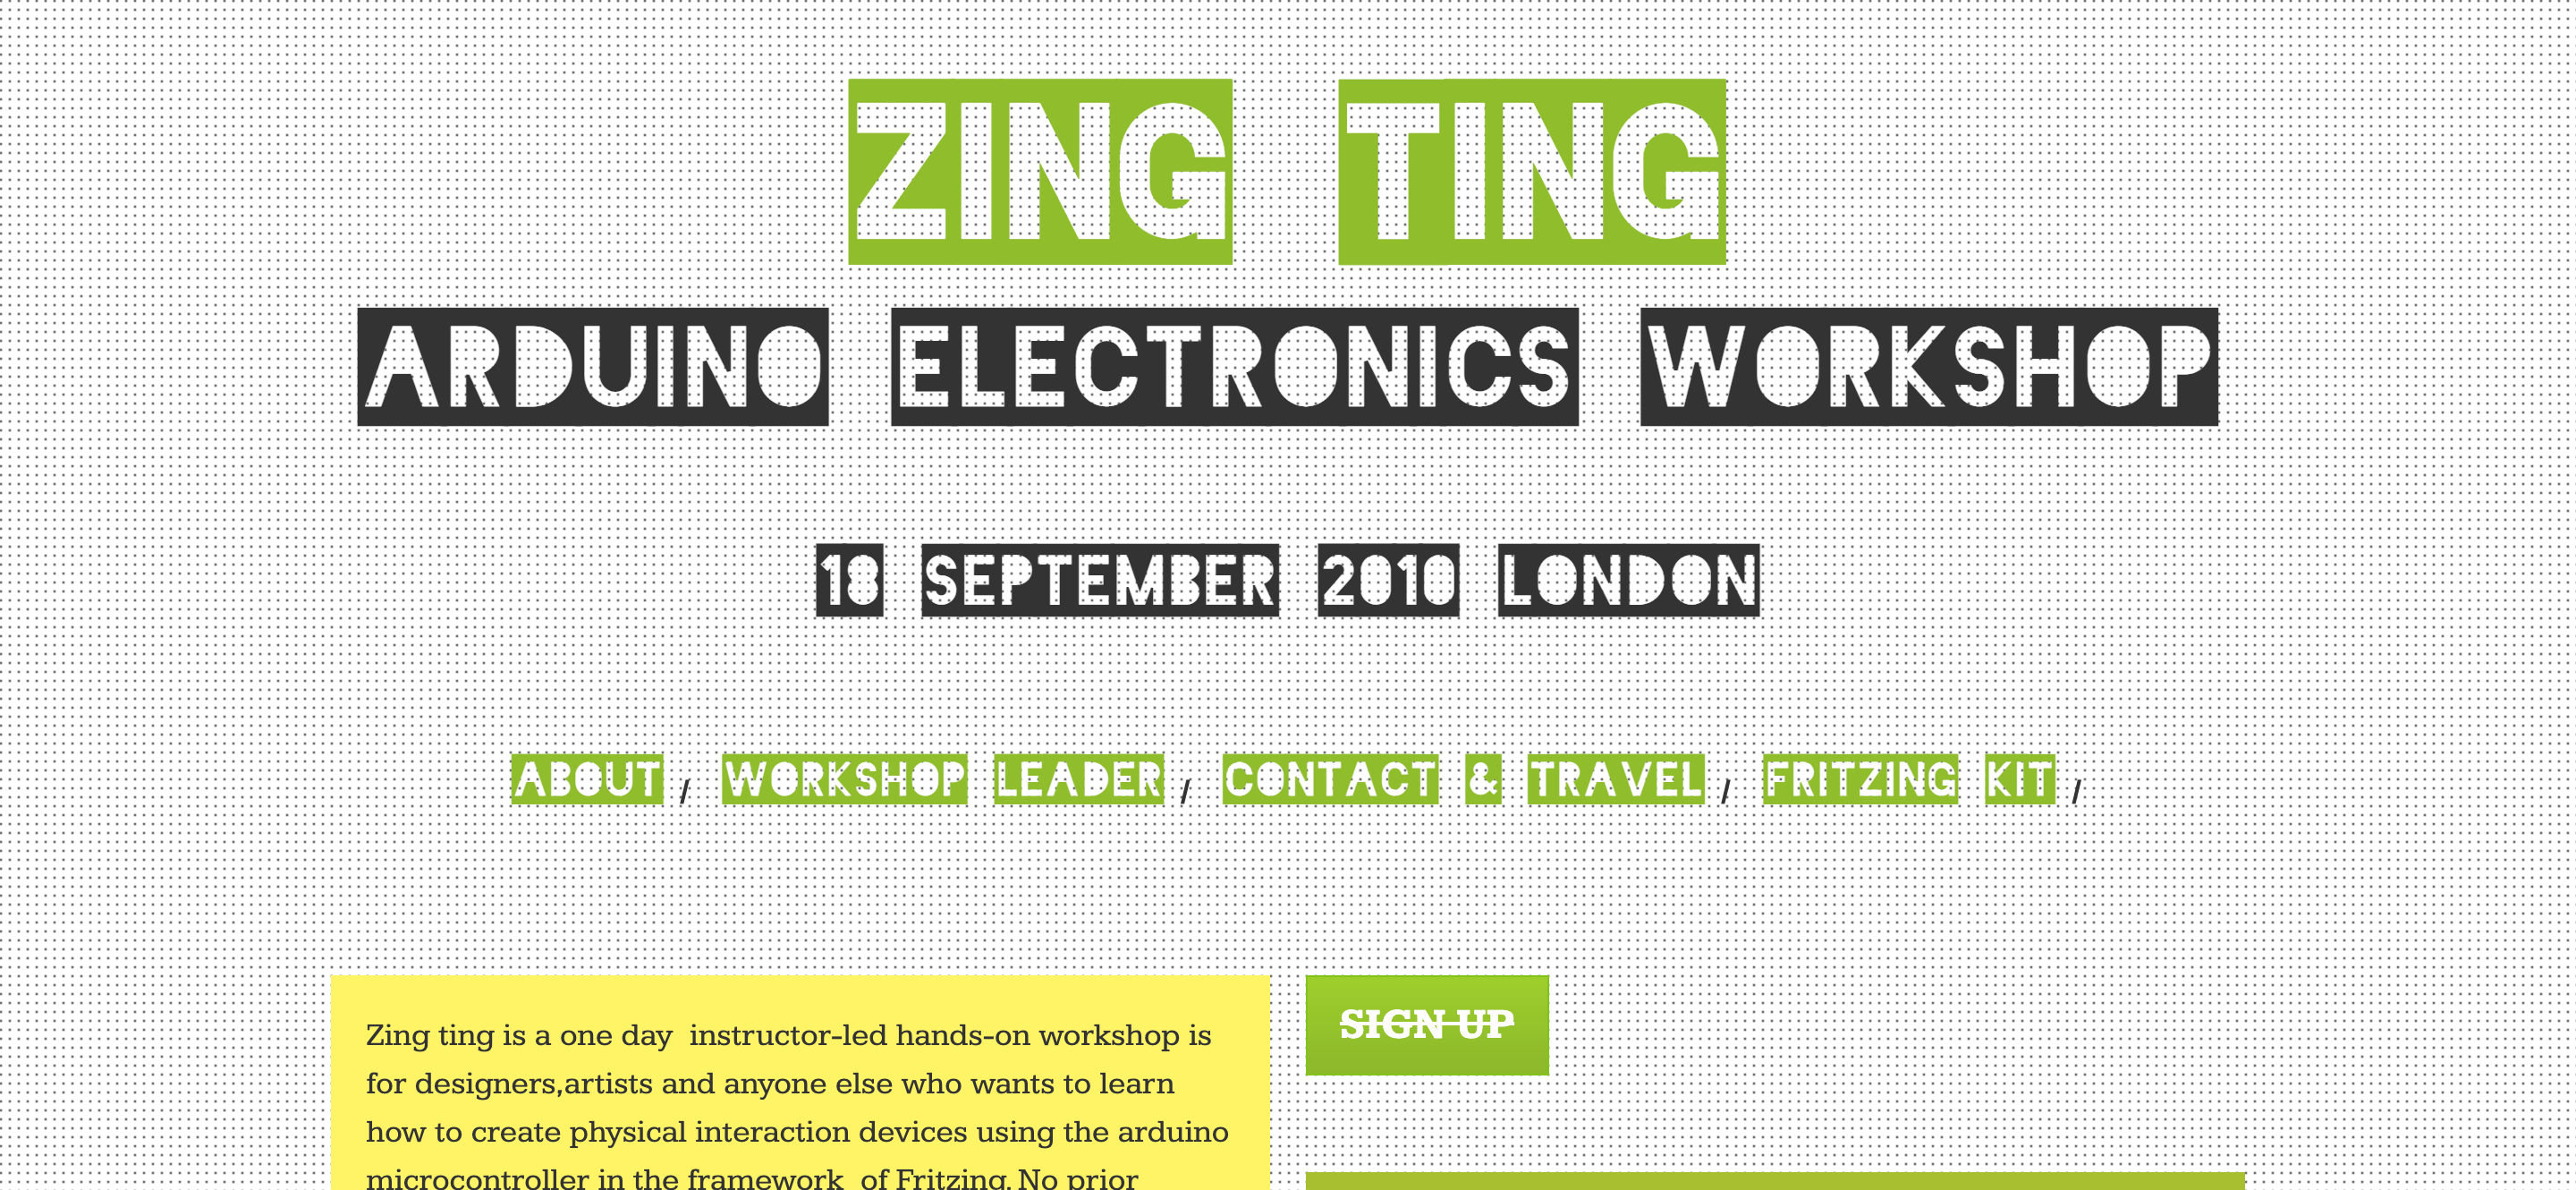 ZING TING
ARDUINO ELECTRONICS WORKSHOP
18 SEPTEMBER 2010 LONDON
ABOUT / WORKSHOP LEADER / CONTACT & TRAVEL / FRITZING KIT /
Zing ting is a one day  instructor-led hands-on workshop is
for designers,artists and anyone else who wants to learn
how to create physical interaction devices using the arduino
microcontroller in the framework  of Fritzing. No prior
SIGN UP